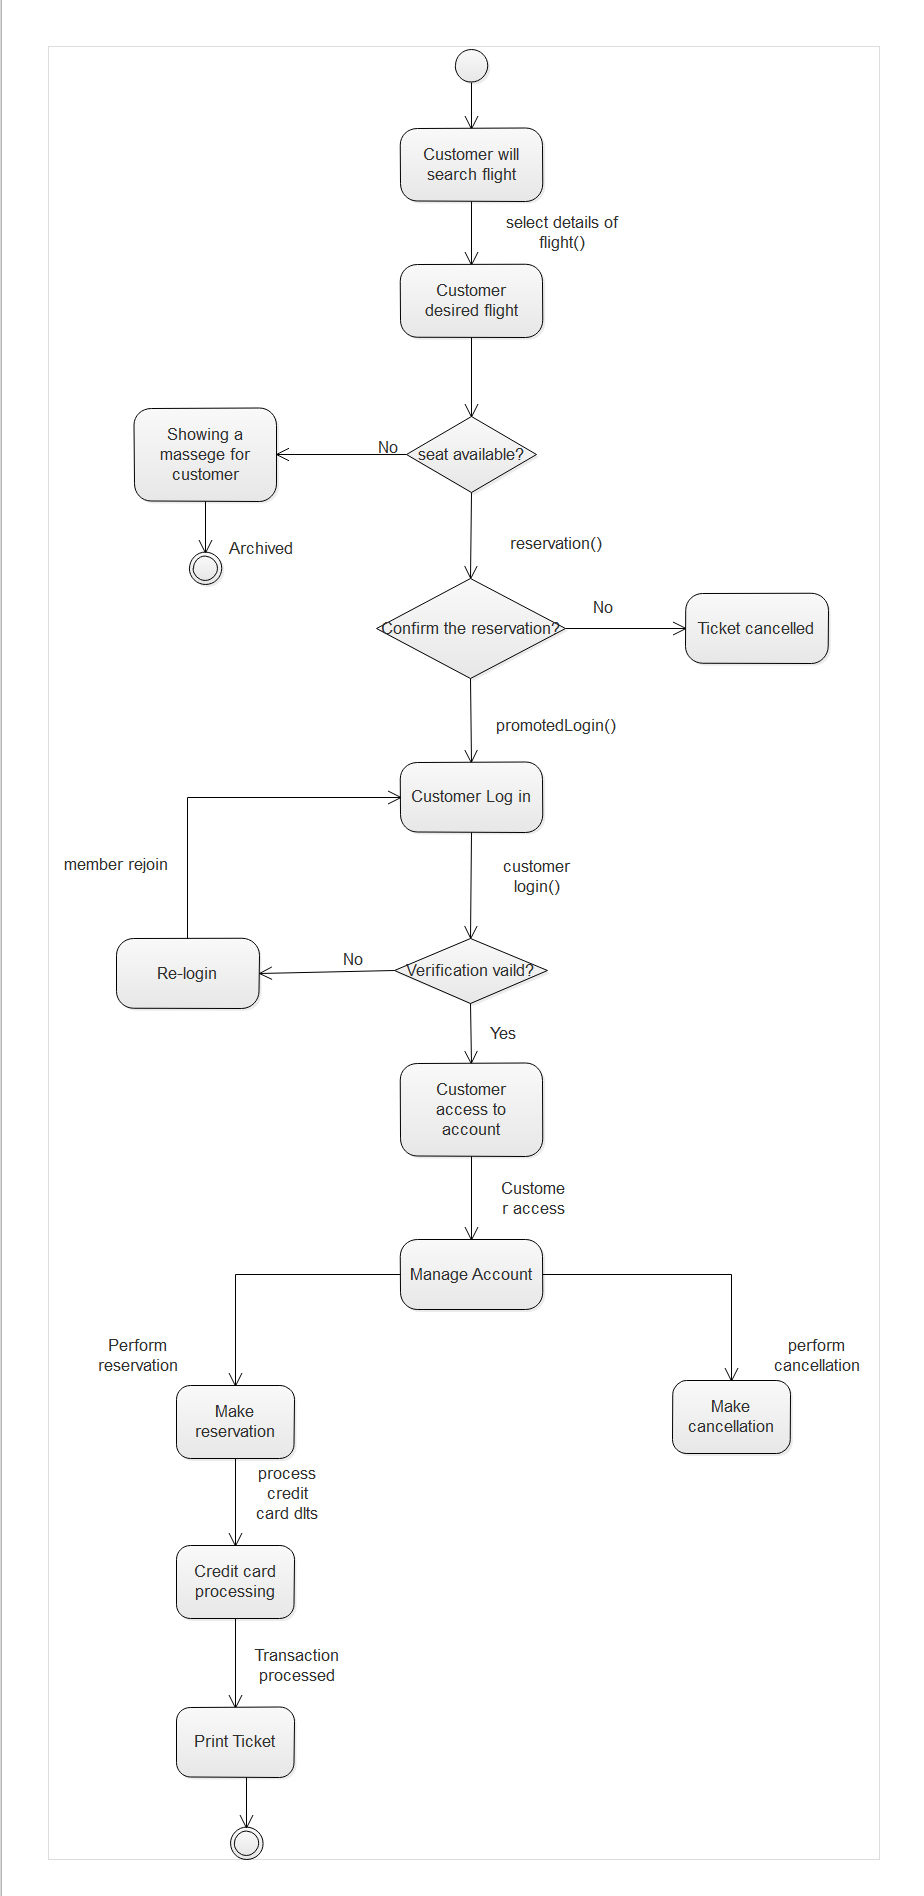 Customer will
search flight
select details of
flight()
Customer
desired flight
Showing a
massege for
customer
No
seat available?
Archived
reservation()
Confirm the reservation?
No
Ticket cancelled
promotedLogin()
Customer Log in
member rejoin
customer
login()
Re-login
No
Verification vaild?
Yes
Customer
access to
account
Custome
r access
Manage Account
Perform
reservation
perform
cancellation
Make
reservation
Make
cancellation
process
credit
card dlts
Credit card
processing
Transaction
processed
Print Ticket